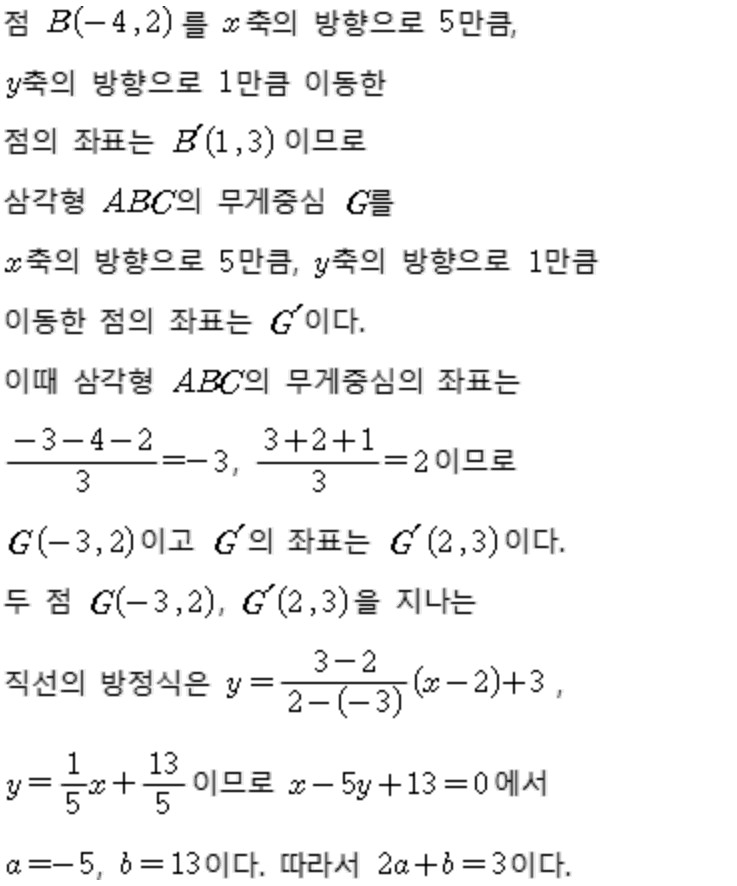 점 B(−4,2)를 x축의 방향으로 5만큼,
y축의 방향으로 1만큼 이동한
점의 좌표는 B′(1,3)이므로
삼각형 ABC의 무게중심 G를
x축의 방향으로 5만큼, y축의 방향으로 1만큼
이동한 점의 좌표는 G′이다.
이때 삼각형 ABC의 무게중심의 좌표는
(−3−4−2)/3=−3, (3+2+1)/3=2이므로
G(−3,2)이고 G′의 좌표는 G′(2,3)이다.
두 점 G(−3,2), G′(2,3)을 지나는
직선의 방정식은 y=(3−2)/(2−(−3))(x−2)+3 ,
y=1/5x+13/5이므로 x−5y+13=0에서
a=−5, b=13이다. 따라서 2a+b=3이다.